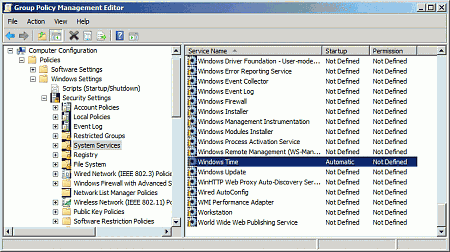 Group Policy Management Editor
File Action View Help
Computer Configuration
Policies
Software Settings
Windows Settings
Scripts (Startup/Shutdown)
Security Settings
Account Policies
Local Policies
Event Log
Restricted Groups
System Services
Registry
File System
Wired Network (IEEE 802.3) Policies
Windows Firewall with Advanced S
Network List Manager Policies
Wireless Network (IEEE 802.11) Po
Public Key Policies
Software Restriction Policies
Service Name Startup Permission
Windows Driver Foundation - User-mode... Not Defined Not Defined
Windows Error Reporting Service Not Defined Not Defined
Windows Event Collector Not Defined Not Defined
Windows Event Log Not Defined Not Defined
Windows Firewall Not Defined Not Defined
Windows Installer Not Defined Not Defined
Windows Management Instrumentation Not Defined Not Defined
Windows Modules Installer Not Defined Not Defined
Windows Process Activation Service Not Defined Not Defined
Windows Remote Management (WS-Man... Not Defined Not Defined
Windows Time Automatic Not Defined
Windows Update Not Defined Not Defined
WinHTTP Web Proxy Auto-Discovery Ser... Not Defined Not Defined
Wired AutoConfig Not Defined Not Defined
WMI Performance Adapter Not Defined Not Defined
Workstation Not Defined Not Defined
World Wide Web Publishing Service Not Defined Not Defined